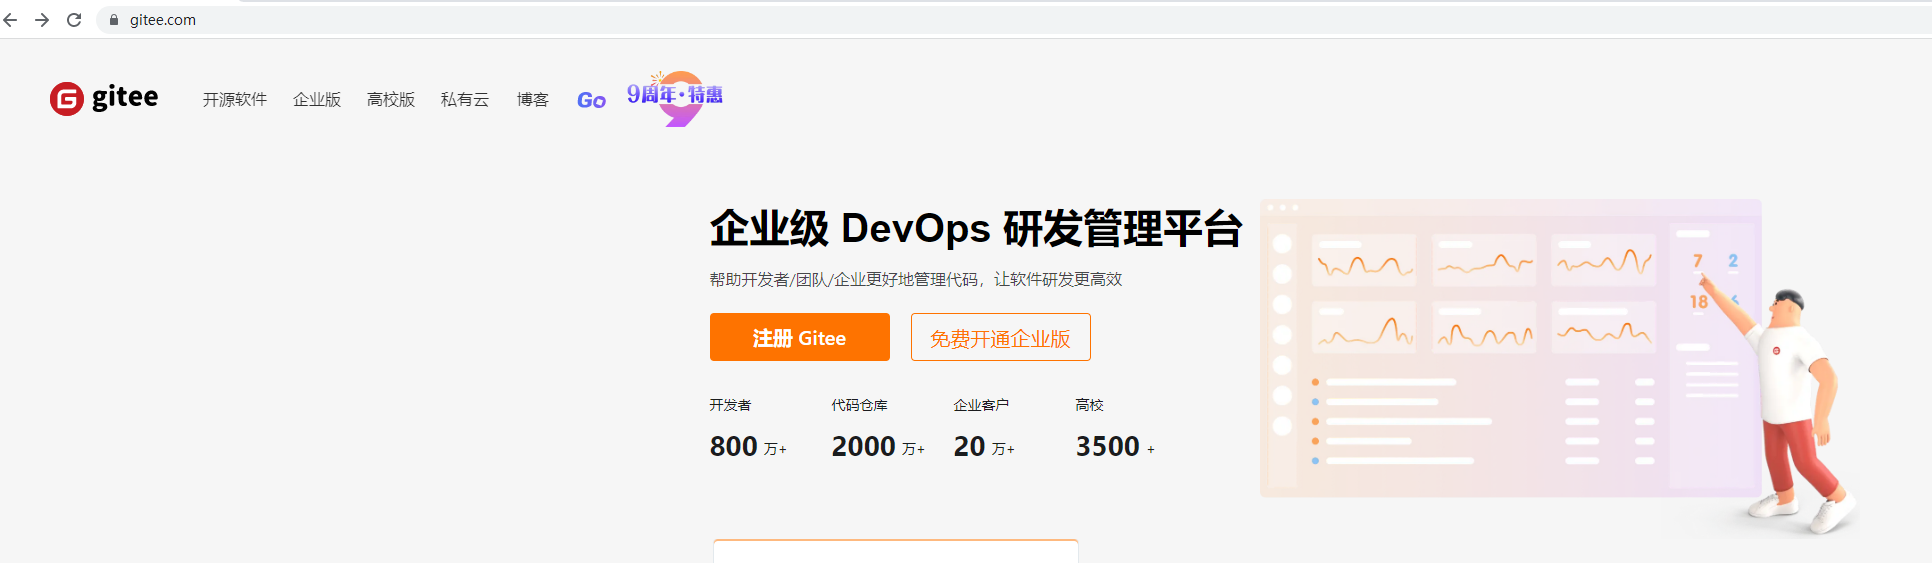 gitee.com
gitee 开源软件 企业版 高校版 私有云 博客 Go 9周年·特惠
企业级 DevOps 研发管理平台
帮助开发者/团队/企业更好地管理代码，让软件研发更高效
注册 Gitee 免费开通企业版
开发者 代码仓库 企业客户 高校
800 万+ 2000 万+ 20 万+ 3500 +
7 2
18